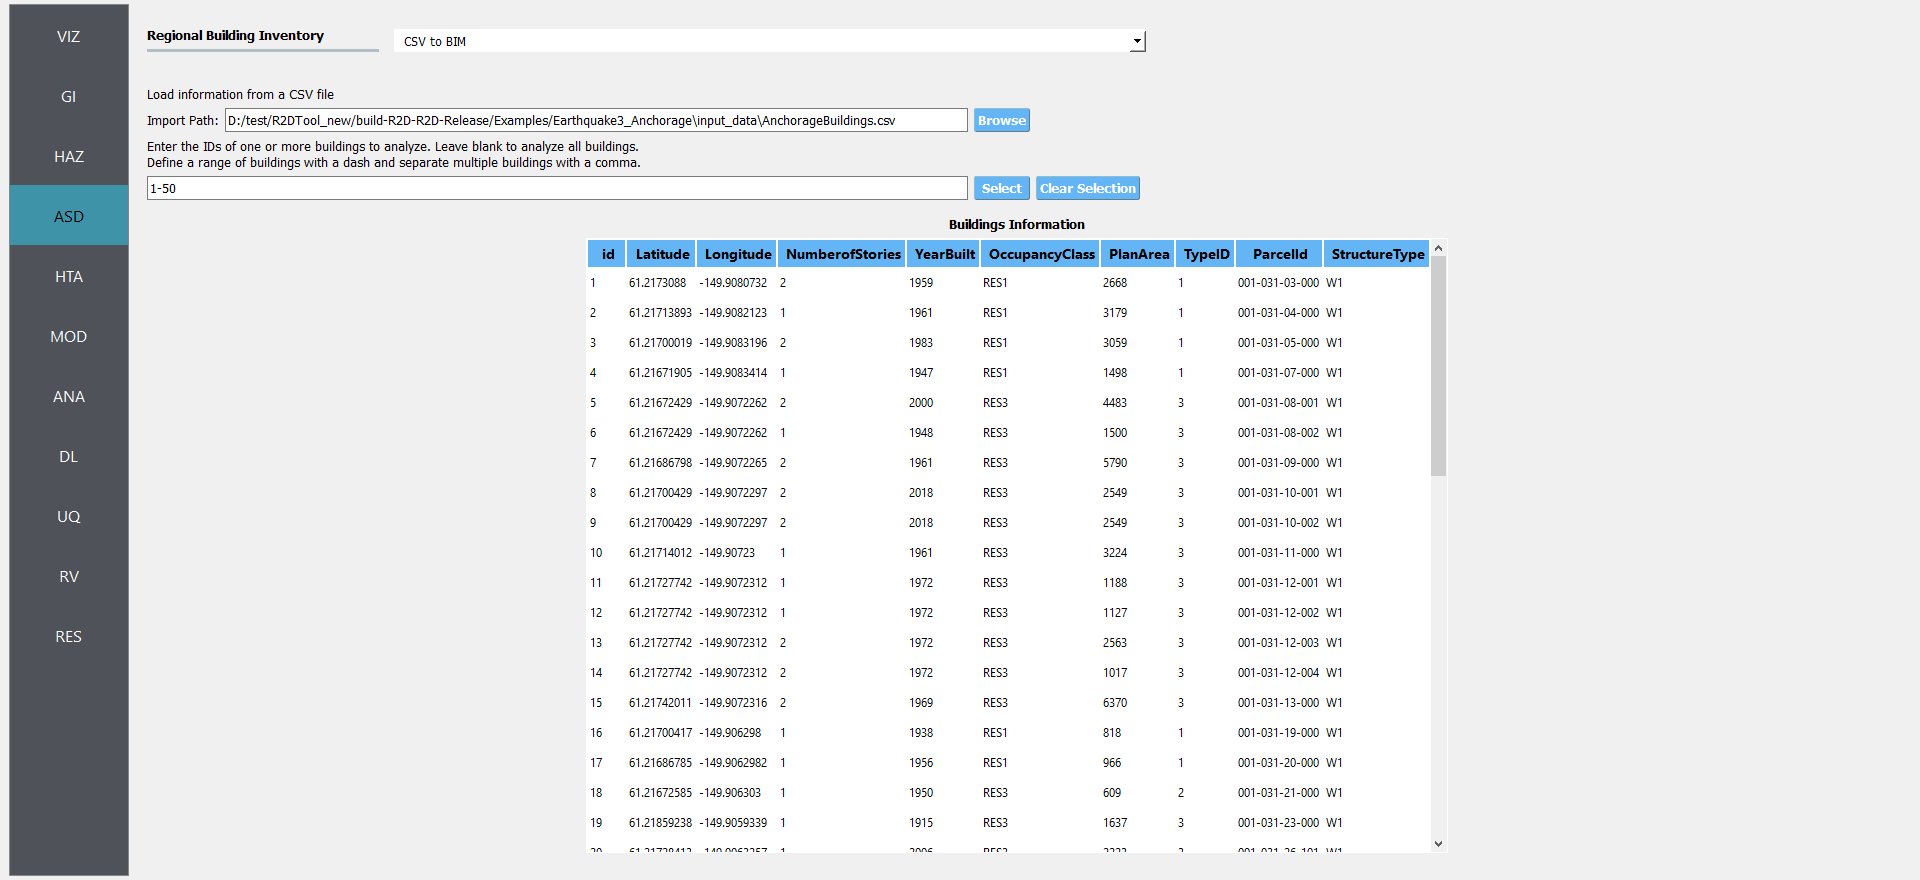 VIZ
GI
HAZ
ASD
HTA
MOD
ANA
DL
UQ
RV
RES
Regional Building Inventory CSV to BIM
Load information from a CSV file
Import Path: D:/test/R2DTool_new/build-R2D-R2D-Release/Examples/Earthquake3_Anchorage\input_data\AnchorageBuildings.csv Browse
Enter the IDs of one or more buildings to analyze. Leave blank to analyze all buildings.
Define a range of buildings with a dash and separate multiple buildings with a comma.
1-50 Select Clear Selection
Buildings Information
id Latitude Longitude NumberofStories YearBuilt OccupancyClass PlanArea TypeID ParcelId StructureType
1 61.2173088 -149.9080732 2 1959 RES1 2668 1 001-031-03-000 W1
2 61.21713893 -149.9082123 1 1961 RES1 3179 1 001-031-04-000 W1
3 61.21700019 -149.9083196 2 1983 RES1 3059 1 001-031-05-000 W1
4 61.21671905 -149.9083414 1 1947 RES1 1498 1 001-031-07-000 W1
5 61.21672429 -149.9072262 2 2000 RES3 4483 3 001-031-08-001 W1
6 61.21672429 -149.9072262 1 1948 RES3 1500 3 001-031-08-002 W1
7 61.21686798 -149.9072265 2 1961 RES3 5790 3 001-031-09-000 W1
8 61.21700429 -149.9072297 2 2018 RES3 2549 3 001-031-10-001 W1
9 61.21700429 -149.9072297 2 2018 RES3 2549 3 001-031-10-002 W1
10 61.21714012 -149.90723 1 1961 RES3 3224 3 001-031-11-000 W1
11 61.21727742 -149.9072312 1 1972 RES3 1188 3 001-031-12-001 W1
12 61.21727742 -149.9072312 1 1972 RES3 1127 3 001-031-12-002 W1
13 61.21727742 -149.9072312 2 1972 RES3 2563 3 001-031-12-003 W1
14 61.21727742 -149.9072312 2 1972 RES3 1017 3 001-031-12-004 W1
15 61.21742011 -149.9072316 2 1969 RES3 6370 3 001-031-13-000 W1
16 61.21700417 -149.906298 1 1938 RES1 818 1 001-031-19-000 W1
17 61.21686785 -149.9062982 1 1956 RES1 966 1 001-031-20-000 W1
18 61.21672585 -149.906303 1 1950 RES3 609 2 001-031-21-000 W1
19 61.21859238 -149.9059339 1 1915 RES3 1637 3 001-031-23-000 W1